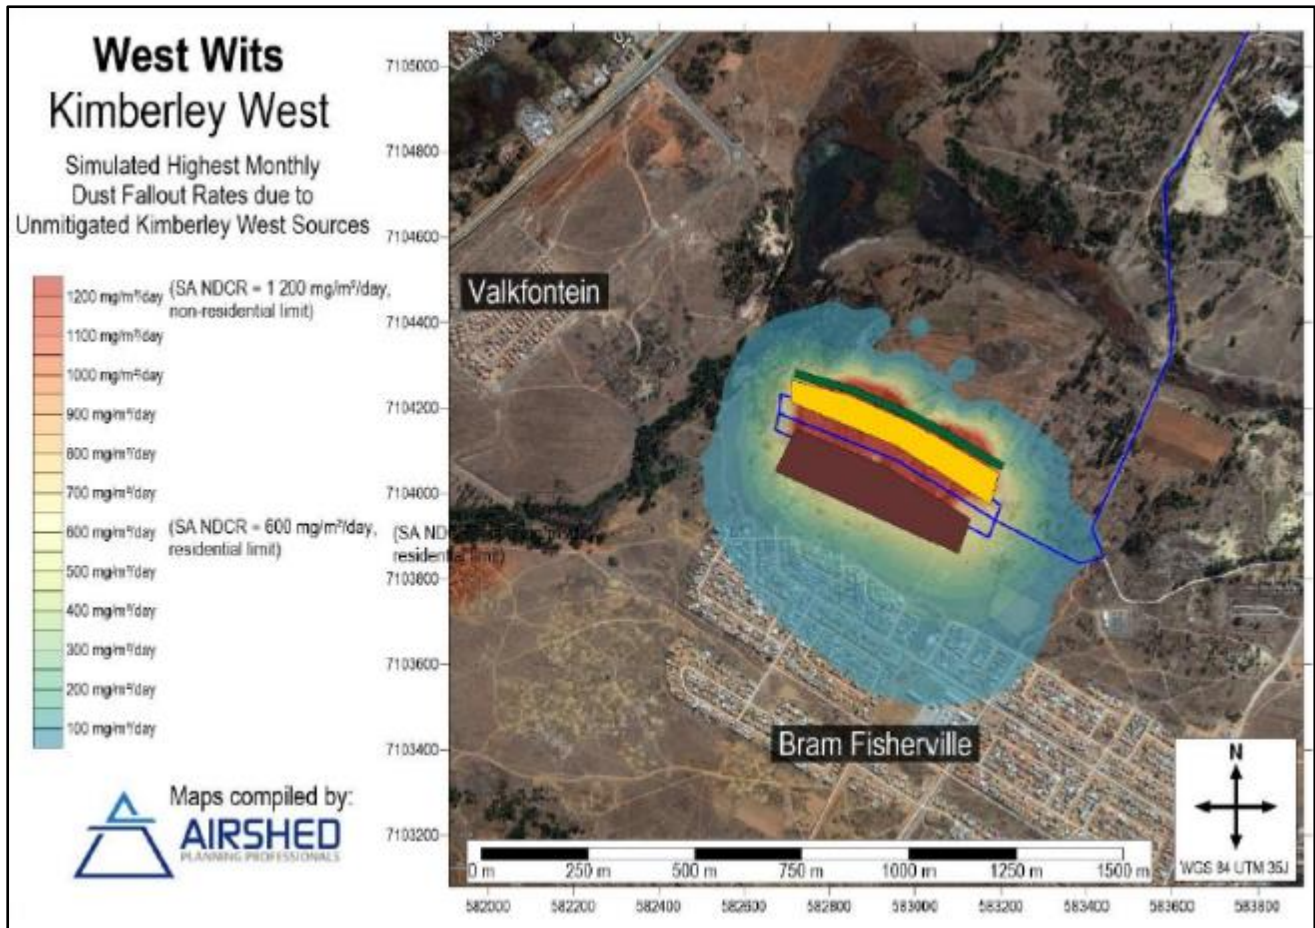 West Wits
Kimberley West
Simulated Highest Monthly
Dust Fallout Rates due to
Unmitigated Kimberley West Sources
1200 mg/m²/day
(SA NDCR = 1 200 mg/m²/day,
non-residential limit)
1100 mg/m²/day
1000 mg/m²/day
900 mg/m²/day
800 mg/m²/day
700 mg/m²/day
600 mg/m²/day
(SA NDCR = 600 mg/m²/day,
residential limit)
500 mg/m²/day
400 mg/m²/day
300 mg/m²/day
200 mg/m²/day
100 mg/m²/day
Maps compiled by:
AIRSHED
PLANNING PROFESSIONALS
7105000
7104800
7104600
7104400
7104200
7104000
(SA ND
residential limit)
7103800
7103600
7103400
7103200
Valkfontein
Bram Fisherville
N
WGS 84 UTM 35J
0 m
250 m
500 m
750 m
1000 m
1250 m
1500 m
582000
582200
582400
582600
582800
583000
583200
583400
583600
583800